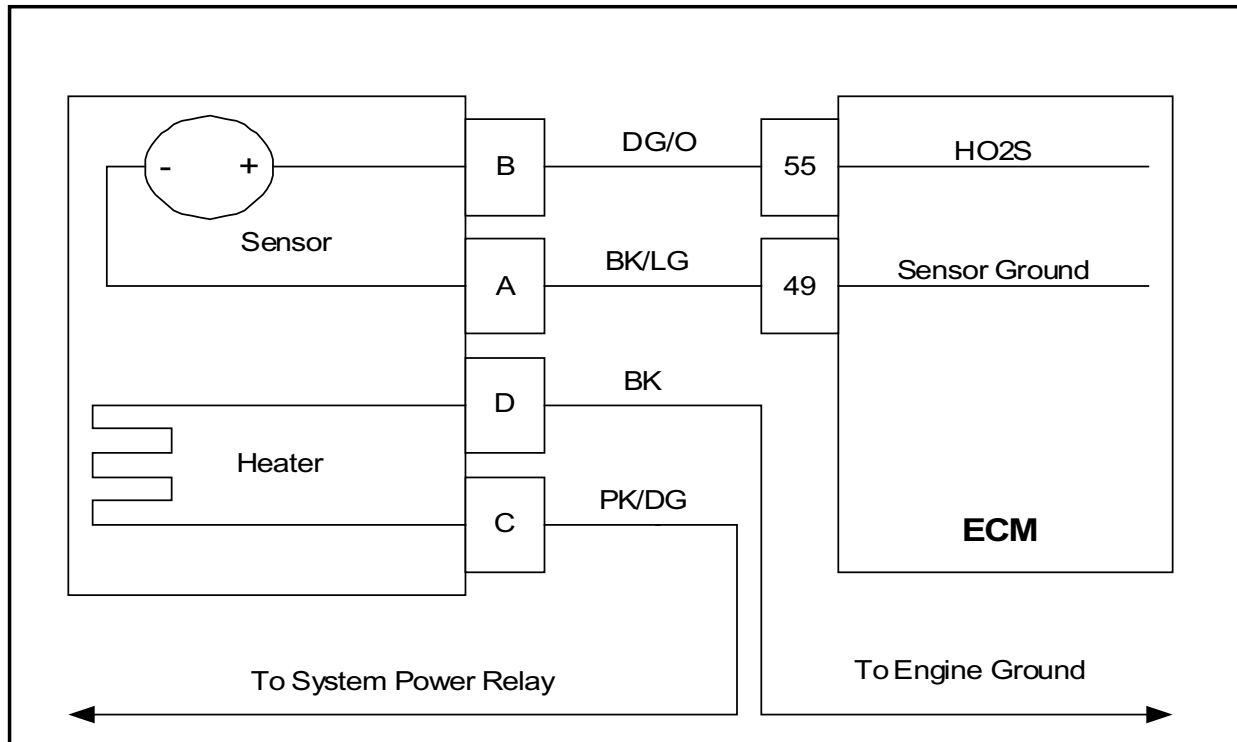 B
DG/O
55
HO2S
- +
Sensor
A
BK/LG
49
Sensor Ground
D
BK
Heater
C
PK/DG
ECM
To System Power Relay
To Engine Ground